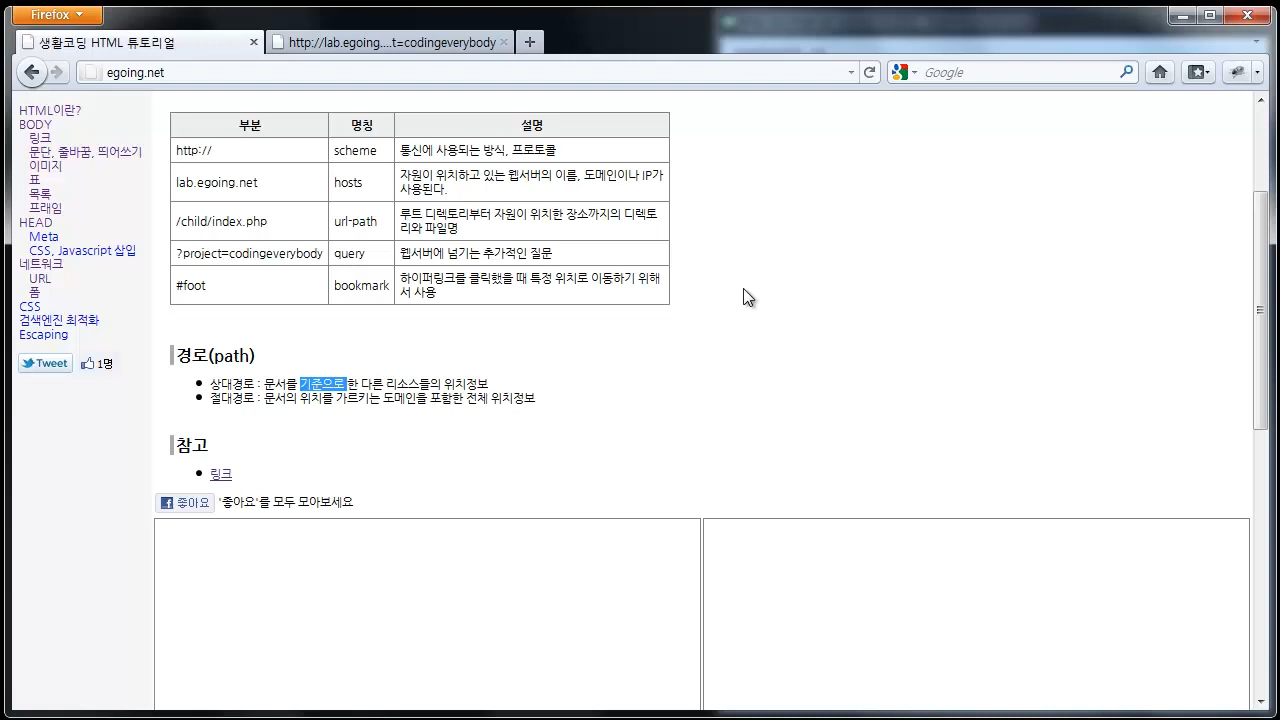 Firefox
생활코딩 HTML 튜토리얼
http://lab.egoing....t=codingeverybody
egoing.net
Google
HTML이란?
BODY
링크
문단, 줄바꿈, 띄어쓰기
이미지
표
목록
프래임
HEAD
Meta
CSS, Javascript 삽입
네트워크
URL
폼
CSS
검색엔진 최적화
Escaping
Tweet
1명
부분 명칭 설명
http:// scheme 통신에 사용되는 방식, 프로토콜
lab.egoing.net hosts 자원이 위치하고 있는 웹서버의 이름, 도메인이나 IP가
사용된다.
/child/index.php url-path 루트 디렉토리부터 자원이 위치한 장소까지의 디렉토
리와 파일명
?project=codingeverybody query 웹서버에 넘기는 추가적인 질문
#foot bookmark 하이퍼링크를 클릭했을 때 특정 위치로 이동하기 위해
서 사용
경로(path)
상대경로 : 문서를 기준으로 한 다른 리소스들의 위치정보
절대경로 : 문서의 위치를 가르키는 도메인을 포함한 전체 위치정보
참고
링크
좋아요 '좋아요'를 모두 모아보세요